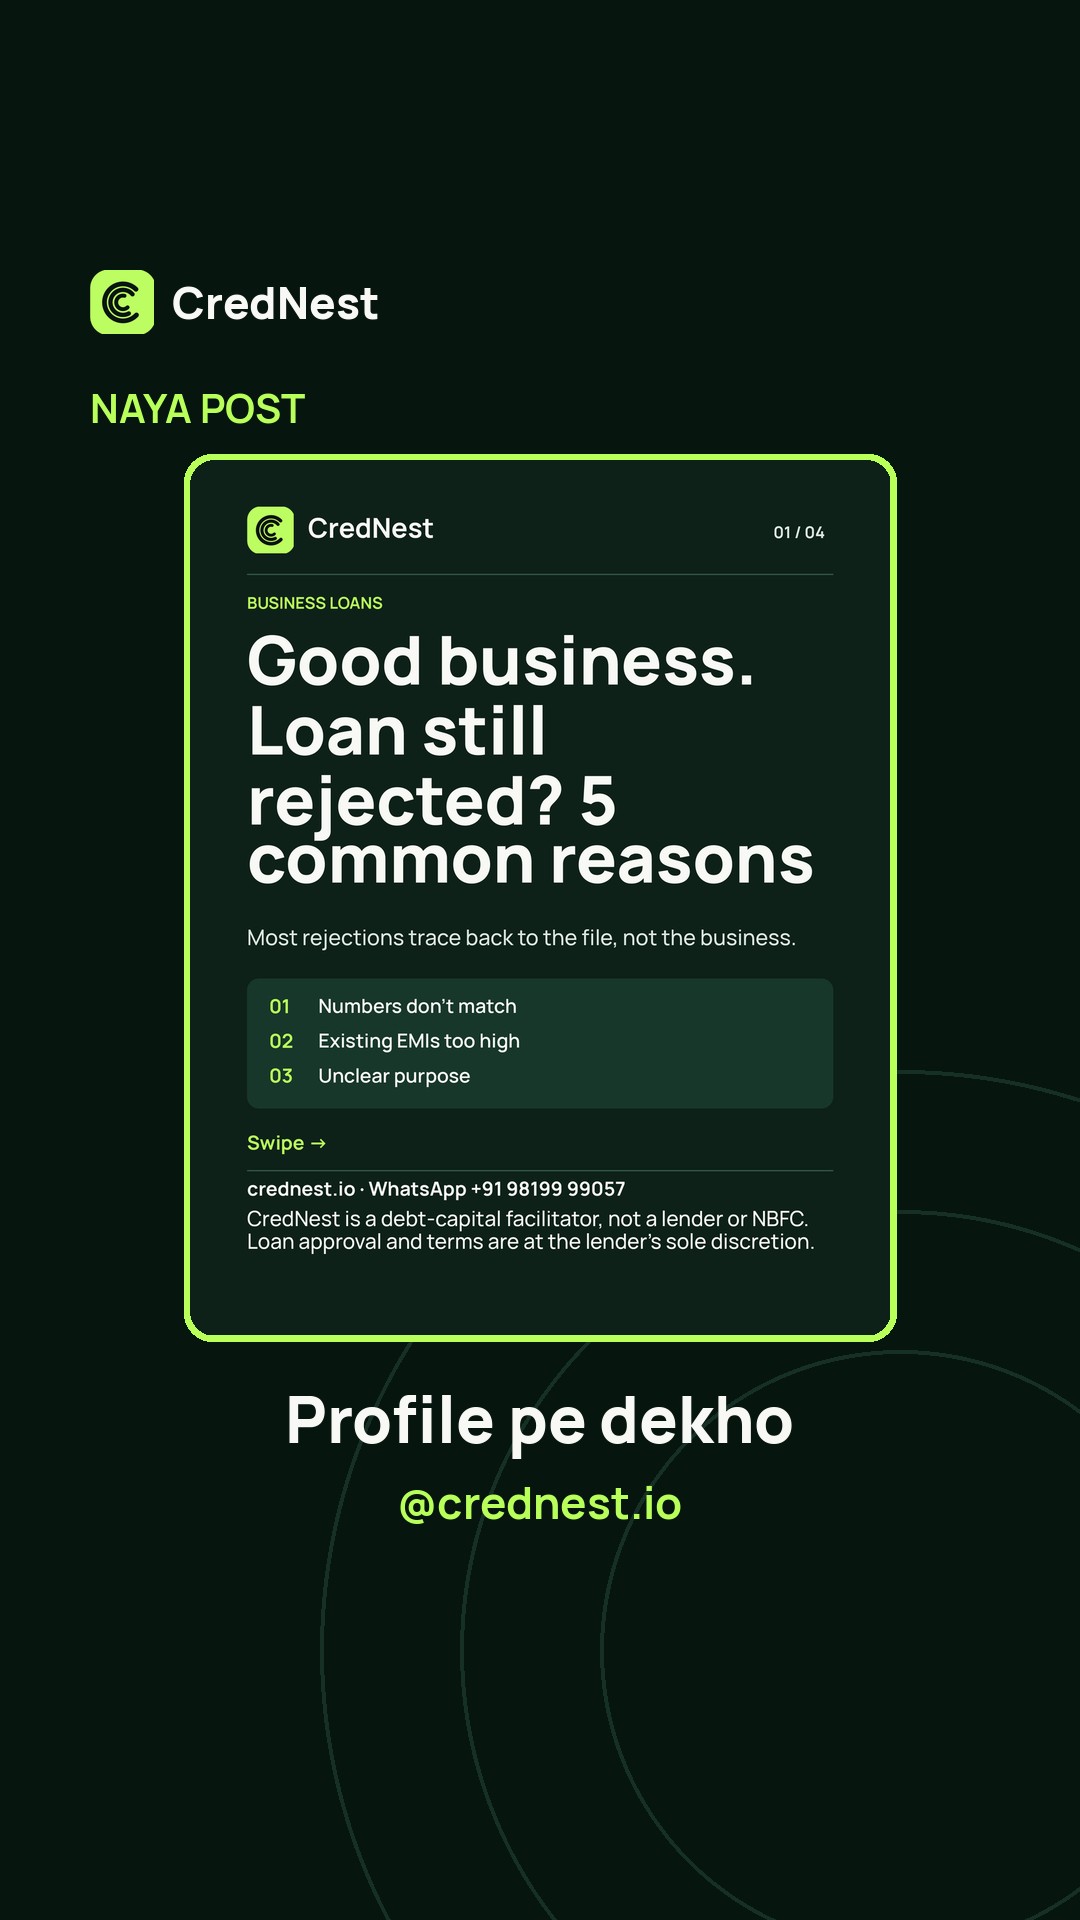 CredNest
NAYA POST
CredNest
01 / 04
BUSINESS LOANS
Good business.
Loan still
rejected? 5
common reasons
Most rejections trace back to the file, not the business.
01 Numbers don't match
02 Existing EMIs too high
03 Unclear purpose
Swipe →
crednest.io · WhatsApp +91 98199 99057
CredNest is a debt-capital facilitator, not a lender or NBFC.
Loan approval and terms are at the lender's sole discretion.
Profile pe dekho
@crednest.io